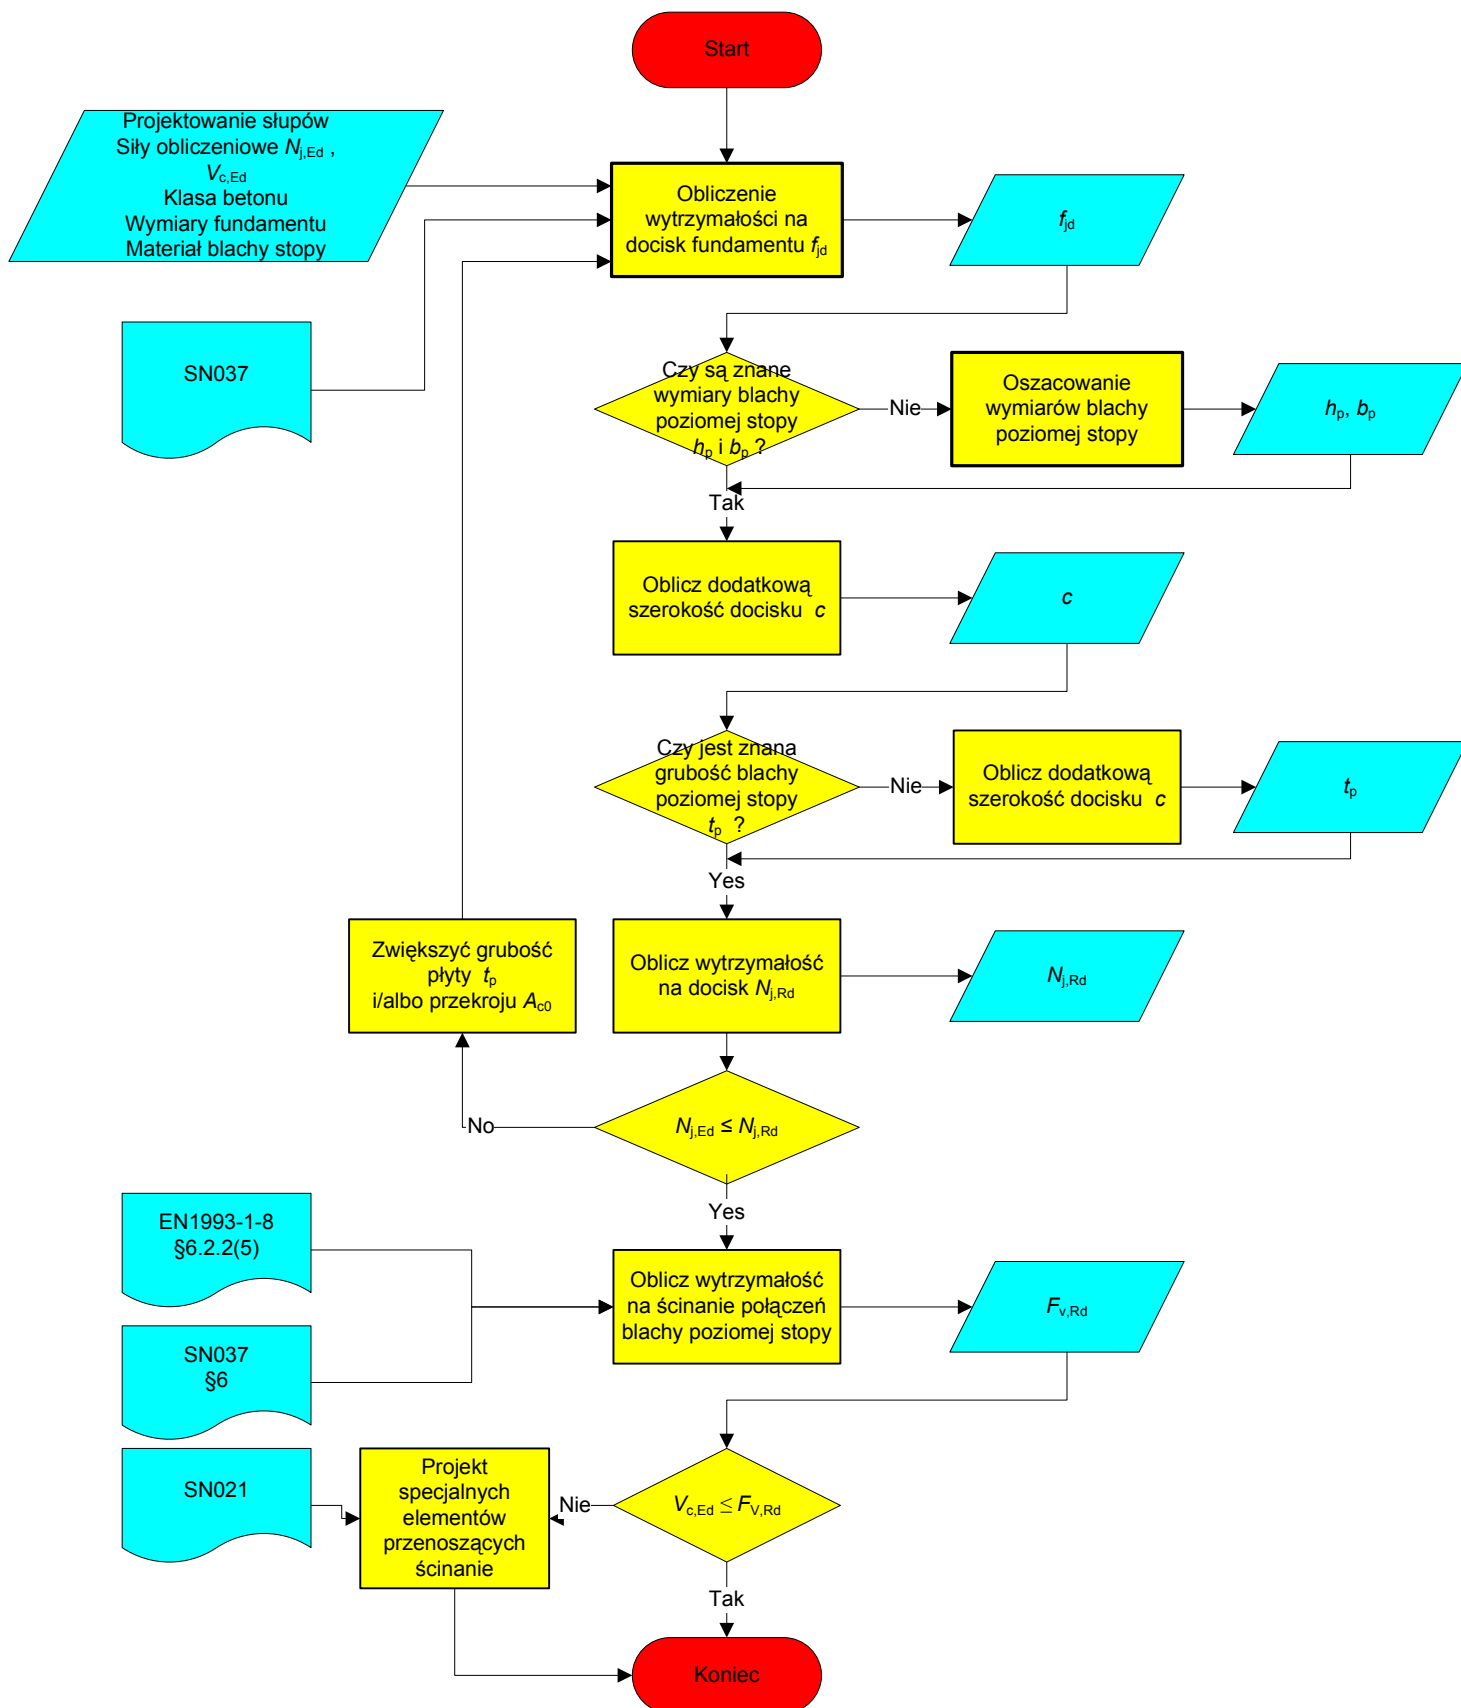 Start
Projektowanie słupów
Siły obliczeniowe Nj,Ed ,
Vc,Ed
Klasa betonu
Wymiary fundamentu
Materiał blachy stopy
Obliczenie
wytrzymałości na
docisk fundamentu fjd
fjd
SN037
Czy są znane
wymiary blachy
poziomej stopy
hp i bp ?
Nie
Oszacowanie
wymiarów blachy
poziomej stopy
hp, bp
Tak
Oblicz dodatkową
szerokość docisku c
c
Czy jest znana
grubość blachy
poziomej stopy
tp ?
Nie
Oblicz dodatkową
szerokość docisku c
tp
Yes
Zwiększyć grubość
płyty tp
i/albo przekroju Ac0
Oblicz wytrzymałość
na docisk Nj,Rd
Nj,Rd
No
Nj,Ed ≤ Nj,Rd
Yes
EN1993-1-8
§6.2.2(5)
Oblicz wytrzymałość
na ścinanie połączeń
blachy poziomej stopy
Fv,Rd
SN037
§6
SN021
Projekt
specjalnych
elementów
przenoszących
ścinanie
Nie
Vc,Ed ≤ FV,Rd
Tak
Koniec